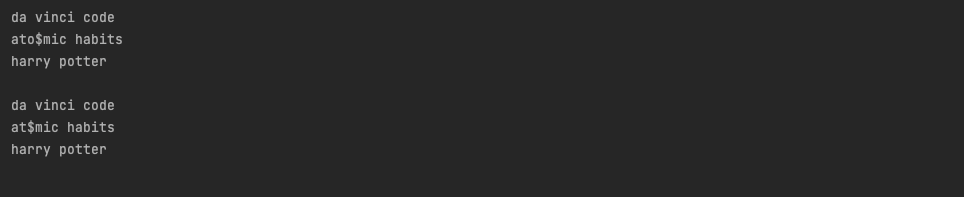 da vinci code
ato$mic habits
harry potter

da vinci code
at$mic habits
harry potter